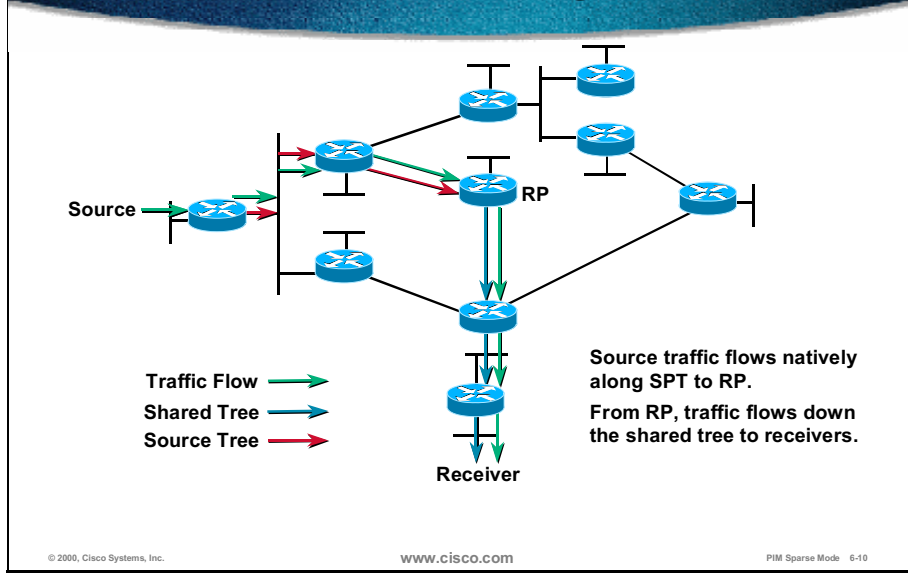 RP
Source
Traffic Flow
Shared Tree
Source Tree
Receiver
Source traffic flows natively
along SPT to RP.
From RP, traffic flows down
the shared tree to receivers.
© 2000, Cisco Systems, Inc.
www.cisco.com
PIM Sparse Mode 6-10